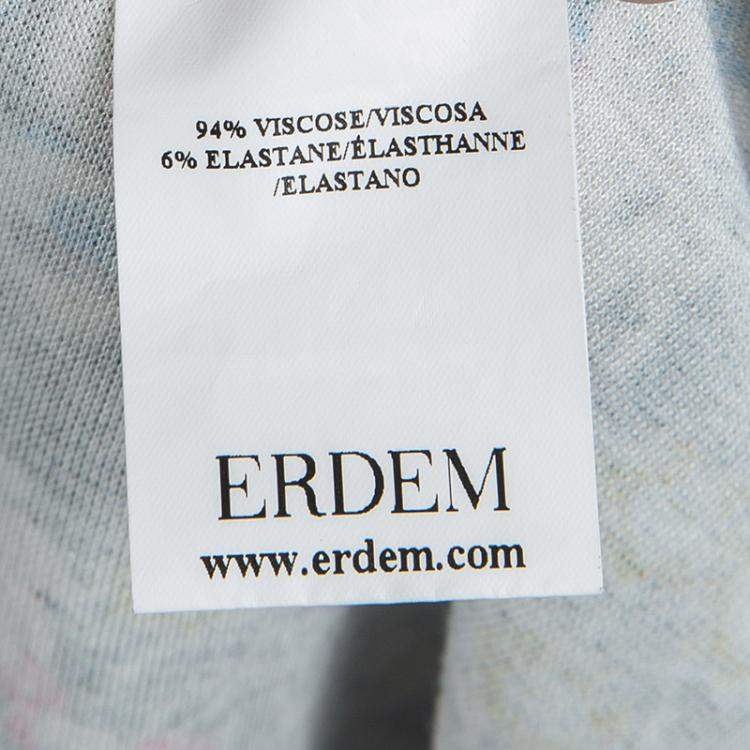 94% VISCOSE/VISCOSA
6% ELASTANE/ÉLASTHANNE
/ELASTANO
ERDEM
www.erdem.com